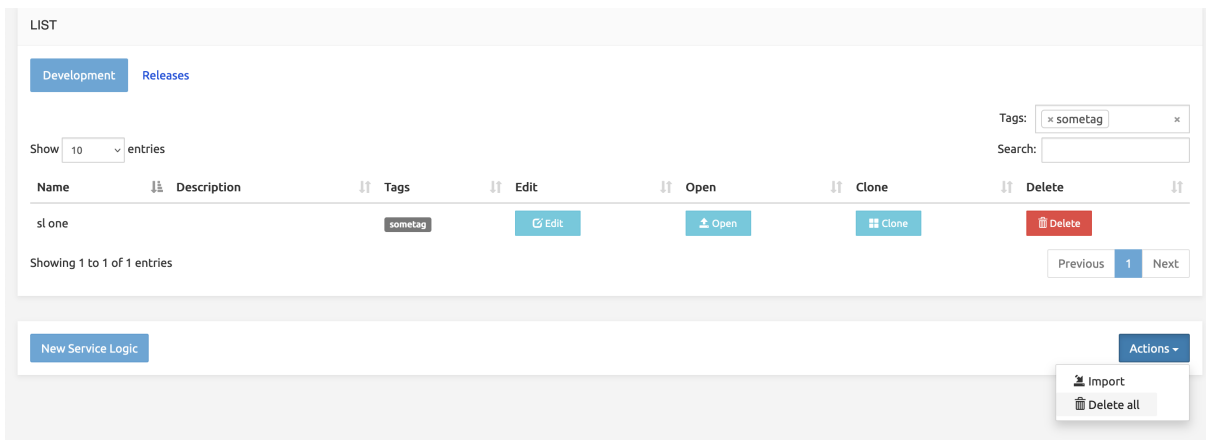 LIST
Development Releases
Tags: × sometag ×
Show 10 entries Search:
Name Description Tags Edit Open Clone Delete
sl one sometag Edit Open Clone Delete
Showing 1 to 1 of 1 entries Previous 1 Next
New Service Logic Actions
Import
Delete all